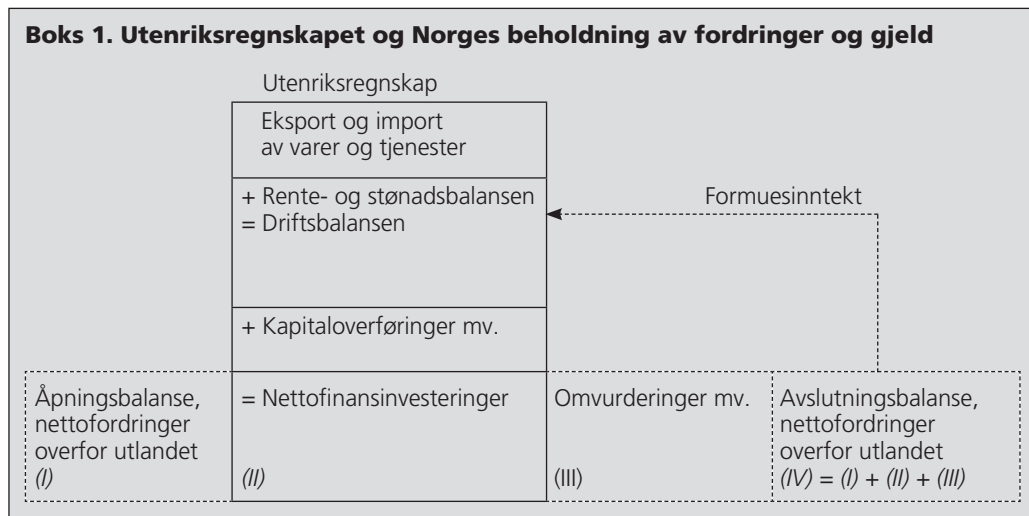 Boks 1. Utenriksregnskapet og Norges beholdning av fordringer og gjeld
Utenriksregnskap
Eksport og import
av varer og tjenester
+ Rente- og stønadsbalansen
= Driftsbalansen
Formuesinntekt
+ Kapitaloverføringer mv.
Åpningsbalanse,
nettofordringer
overfor utlandet
(I)
= Nettofinansinvesteringer
(II)
Omvurderinger mv.
(III)
Avslutningsbalanse,
nettofordringer
overfor utlandet
(IV) = (I) + (II) + (III)